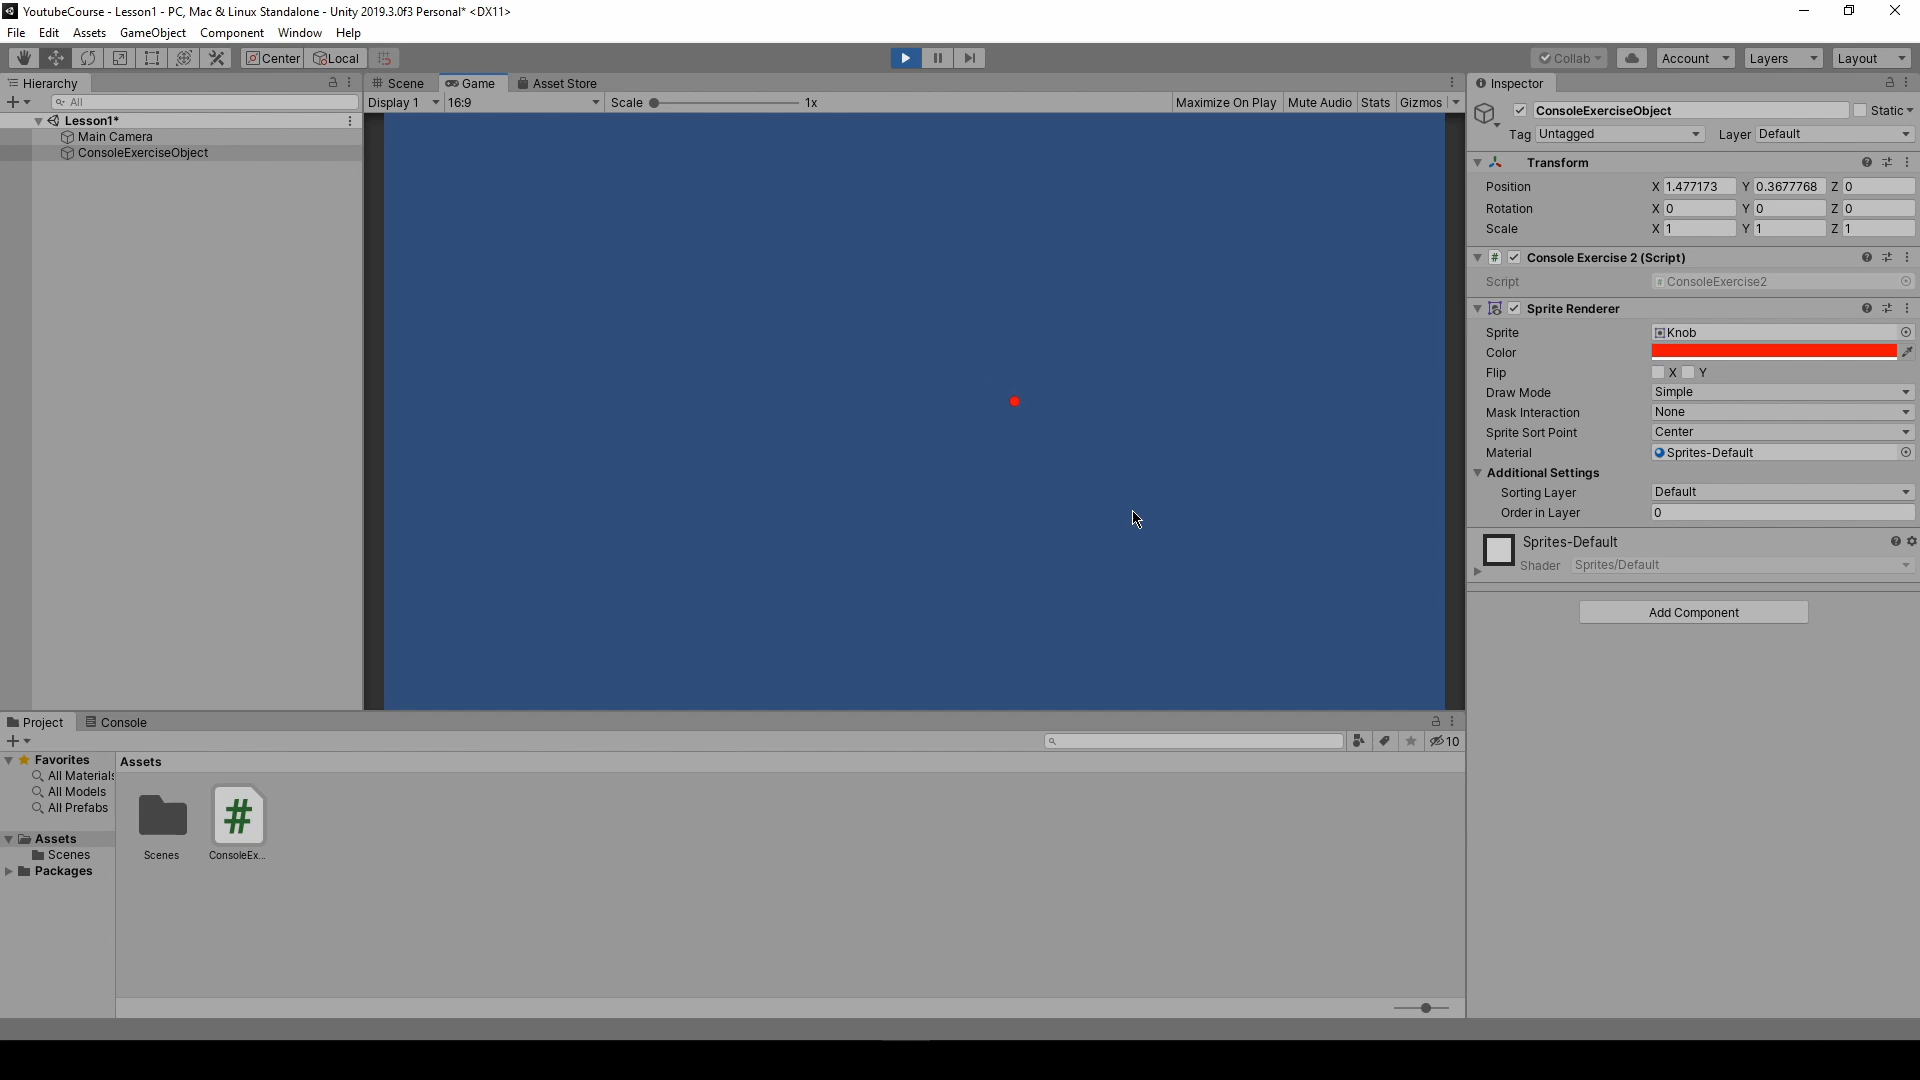 YoutubeCourse - Lesson1 - PC, Mac & Linux Standalone - Unity 2019.3.0f3 Personal* <DX11>
File Edit Assets GameObject Component Window Help
Center Local Collab Account Layers Layout
Hierarchy
All
Lesson1*
Main Camera
ConsoleExerciseObject
Scene Game Asset Store
Display 1 16:9 Scale 1x Maximize On Play Mute Audio Stats Gizmos
Inspector
ConsoleExerciseObject Static
Tag Untagged Layer Default
Transform
Position X 1.477173 Y 0.3677768 Z 0
Rotation X 0 Y 0 Z 0
Scale X 1 Y 1 Z 1
# Console Exercise 2 (Script)
Script # ConsoleExercise2
Sprite Renderer
Sprite Knob
Color
Flip X Y
Draw Mode Simple
Mask Interaction None
Sprite Sort Point Center
Material Sprites-Default
Additional Settings
Sorting Layer Default
Order in Layer 0
Sprites-Default
Shader Sprites/Default
Add Component
Project Console
10
Favorites
All Materials
All Models
All Prefabs
Assets
Scenes
Packages
Assets
#
Scenes ConsoleEx...